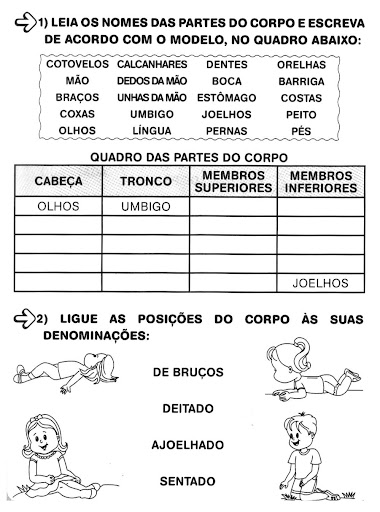 1) LEIA OS NOMES DAS PARTES DO CORPO E ESCREVA
DE ACORDO COM O MODELO, NO QUADRO ABAIXO:
COTOVELOS CALCANHARES DENTES ORELHAS
MÃO DEDOS DA MÃO BOCA BARRIGA
BRAÇOS UNHAS DA MÃO ESTÔMAGO COSTAS
COXAS UMBIGO JOELHOS PEITO
OLHOS LÍNGUA PERNAS PÉS
QUADRO DAS PARTES DO CORPO
CABEÇA TRONCO MEMBROS SUPERIORES MEMBROS INFERIORES
OLHOS UMBIGO
JOELHOS
2) LIGUE AS POSIÇÕES DO CORPO ÀS SUAS
DENOMINAÇÕES:
DE BRUÇOS
DEITADO
AJOELHADO
SENTADO